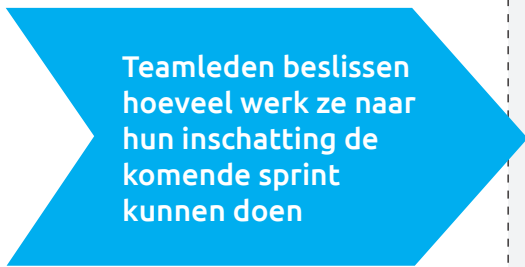 Teamleden beslissen
hoeveel werk ze naar
hun inschatting de
komende sprint
kunnen doen